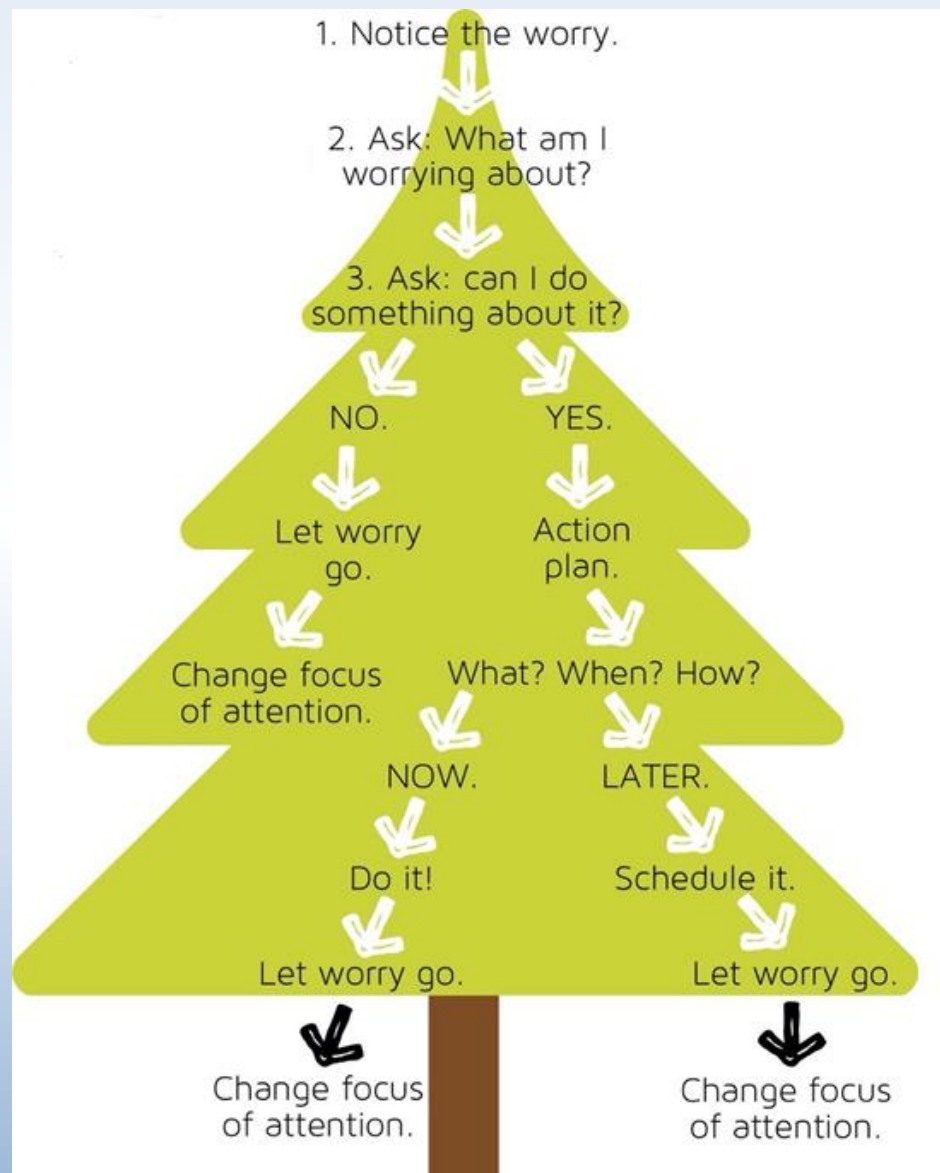 1. Notice the worry.
2. Ask: What am I
worrying about?
3. Ask: can I do
something about it?
NO.
YES.
Let worry
go.
Action
plan.
Change focus
of attention.
What? When? How?
NOW.
LATER.
Do it!
Schedule it.
Let worry go.
Let worry go.
Change focus
of attention.
Change focus
of attention.